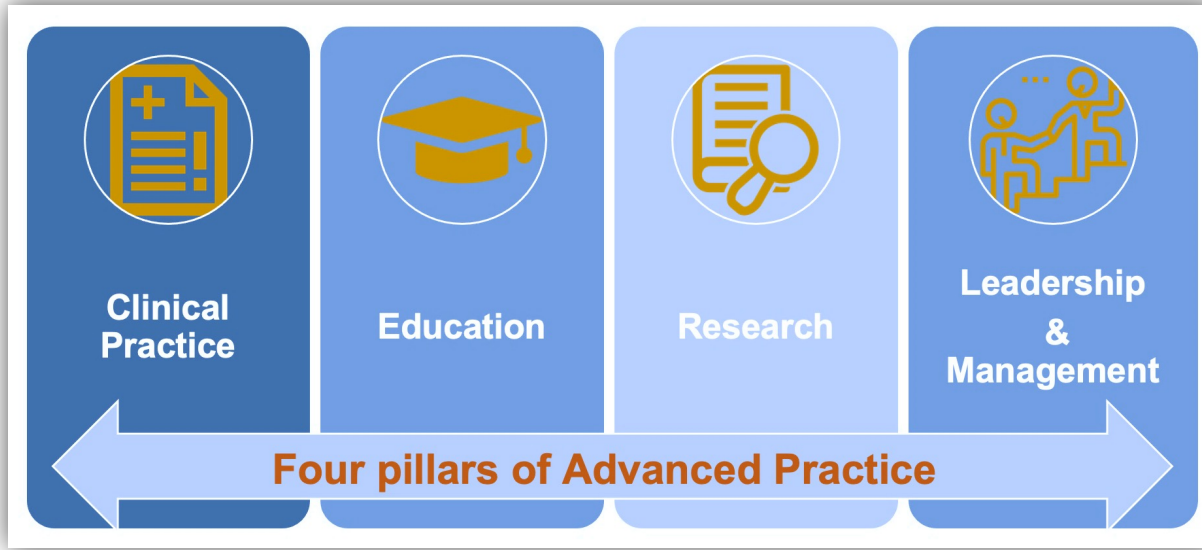 Clinical
Practice
Education
Research
Leadership
&
Management
Four pillars of Advanced Practice